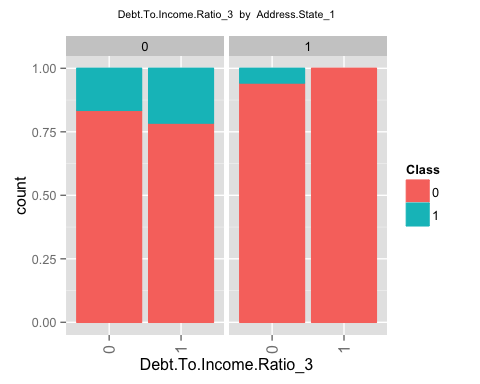 Debt.To.Income.Ratio_3 by Address.State_1
0 1
1.00
0.75
0.50
0.25
0.00
count
0 1 0 1
Debt.To.Income.Ratio_3
Class
0
1